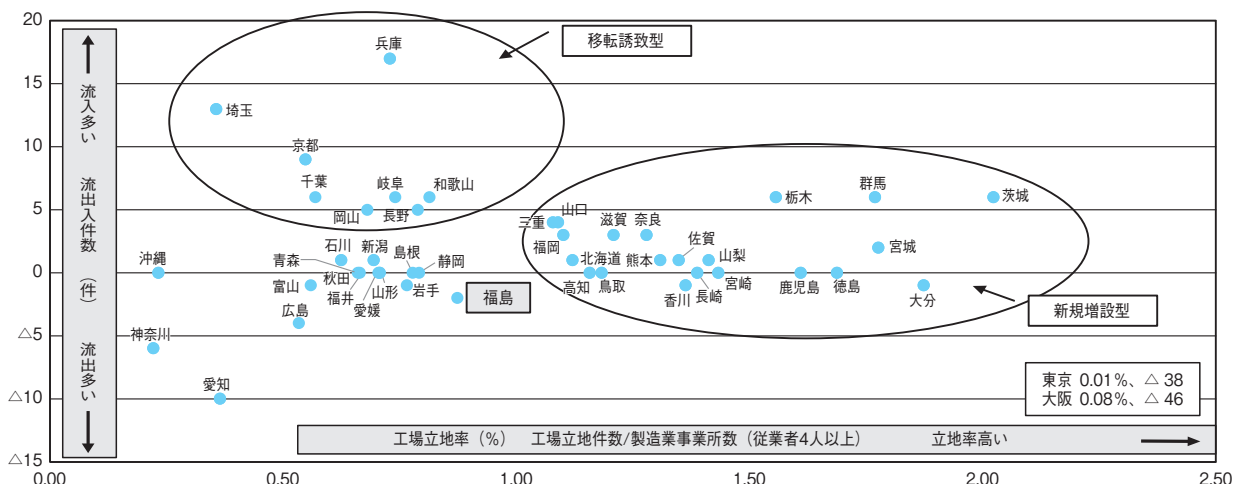 20
15
10
5
0
△5
△10
△15
流入多い
流出入件数（件）
流出多い
移転誘致型
兵庫
埼玉
京都
千葉
岐阜
和歌山
岡山
長野
栃木
群馬
茨城
三重
山口
滋賀
奈良
福岡
佐賀
宮城
石川
新潟
島根
静岡
北海道
熊本
山梨
沖縄
青森
富山
秋田
福井
愛媛
山形
岩手
福島
高知
鳥取
香川
長崎
宮崎
鹿児島
徳島
大分
広島
新規増設型
神奈川
愛知
東京 0.01%、△ 38
大阪 0.08%、△ 46
工場立地率（%） 工場立地件数/製造業事業所数（従業者4人以上） 立地率高い
0.00 0.50 1.00 1.50 2.00 2.50